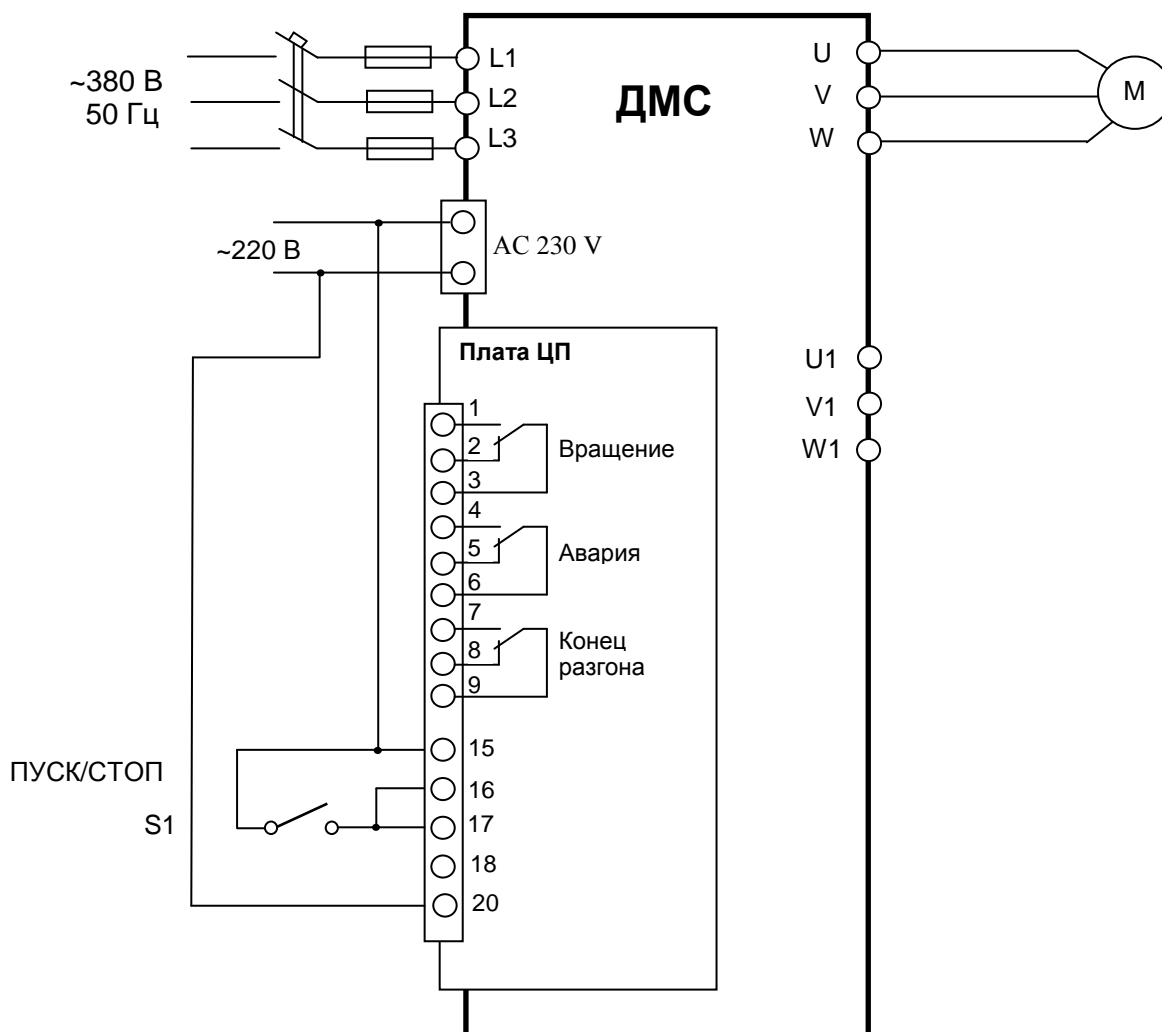 ~380 В
50 Гц
L1
L2
L3
ДМС
U
V
W
M
~220 В
AC 230 V
Плата ЦП
1
2
3
Вращение
4
5
6
Авария
7
8
9
Конец
разгона
U1
V1
W1
ПУСК/СТОП
S1
15
16
17
18
20